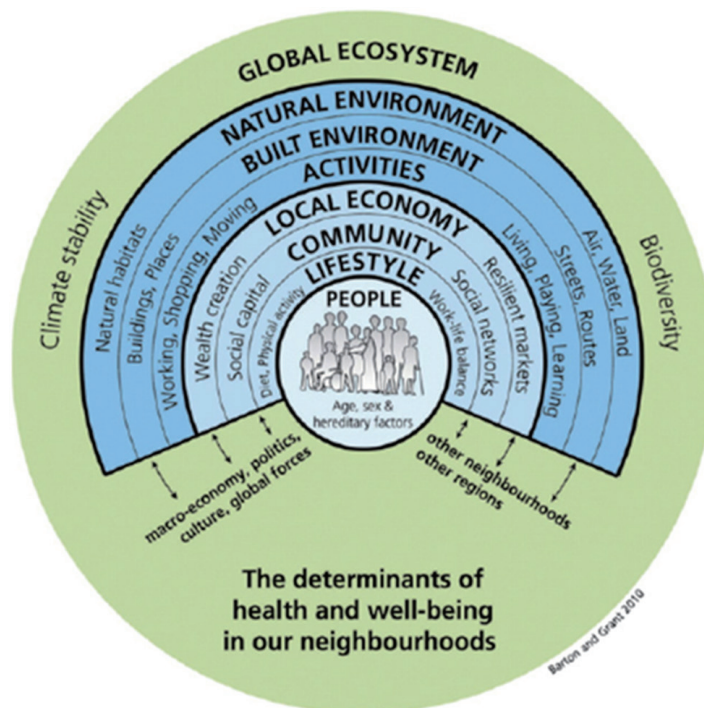 GLOBAL ECOSYSTEM
NATURAL ENVIRONMENT
BUILT ENVIRONMENT
ACTIVITIES
LOCAL ECONOMY
COMMUNITY
LIFESTYLE
PEOPLE
Age, sex &
hereditary factors
Climate stability
Natural habitats
Buildings, Places
Working, Shopping, Moving
Wealth creation
Social capital
Diet, Physical activity
Work-life balance
Social networks
Resilient markets
Living, Playing, Learning
Streets, Routes
Air, Water, Land
Biodiversity
macro-economy, politics,
culture, global forces
other neighbourhoods
other regions
The determinants of
health and well-being
in our neighbourhoods
Barton and Grant 2010